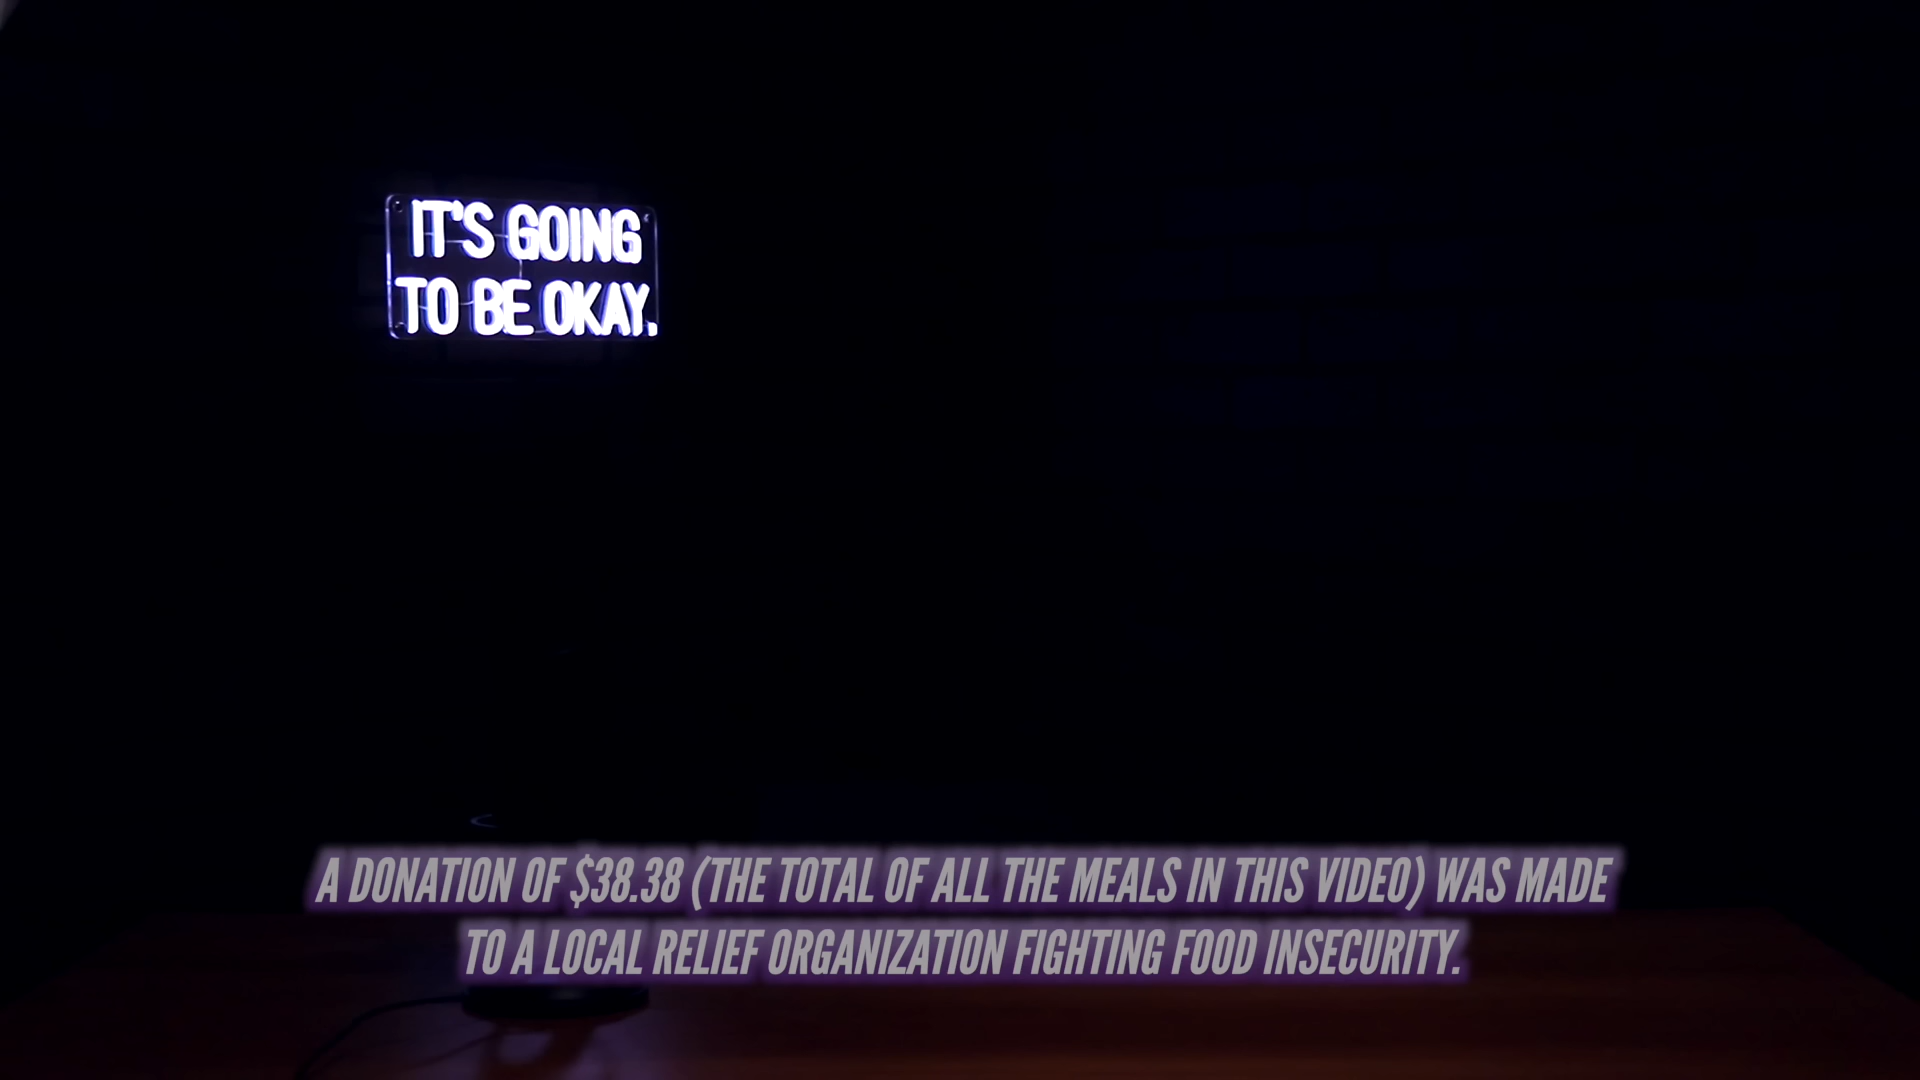 IT'S GOING
TO BE OKAY.
A DONATION OF $38.38 (THE TOTAL OF ALL THE MEALS IN THIS VIDEO) WAS MADE
TO A LOCAL RELIEF ORGANIZATION FIGHTING FOOD INSECURITY.